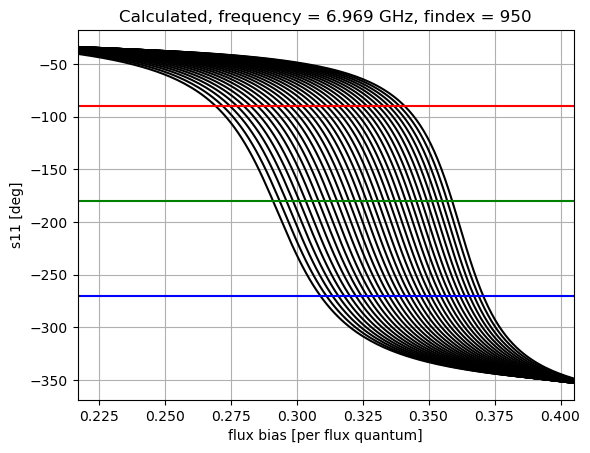 Calculated, frequency = 6.969 GHz, findex = 950
s11 [deg]
−50
−100
−150
−200
−250
−300
−350
0.225 0.250 0.275 0.300 0.325 0.350 0.375 0.400
flux bias [per flux quantum]